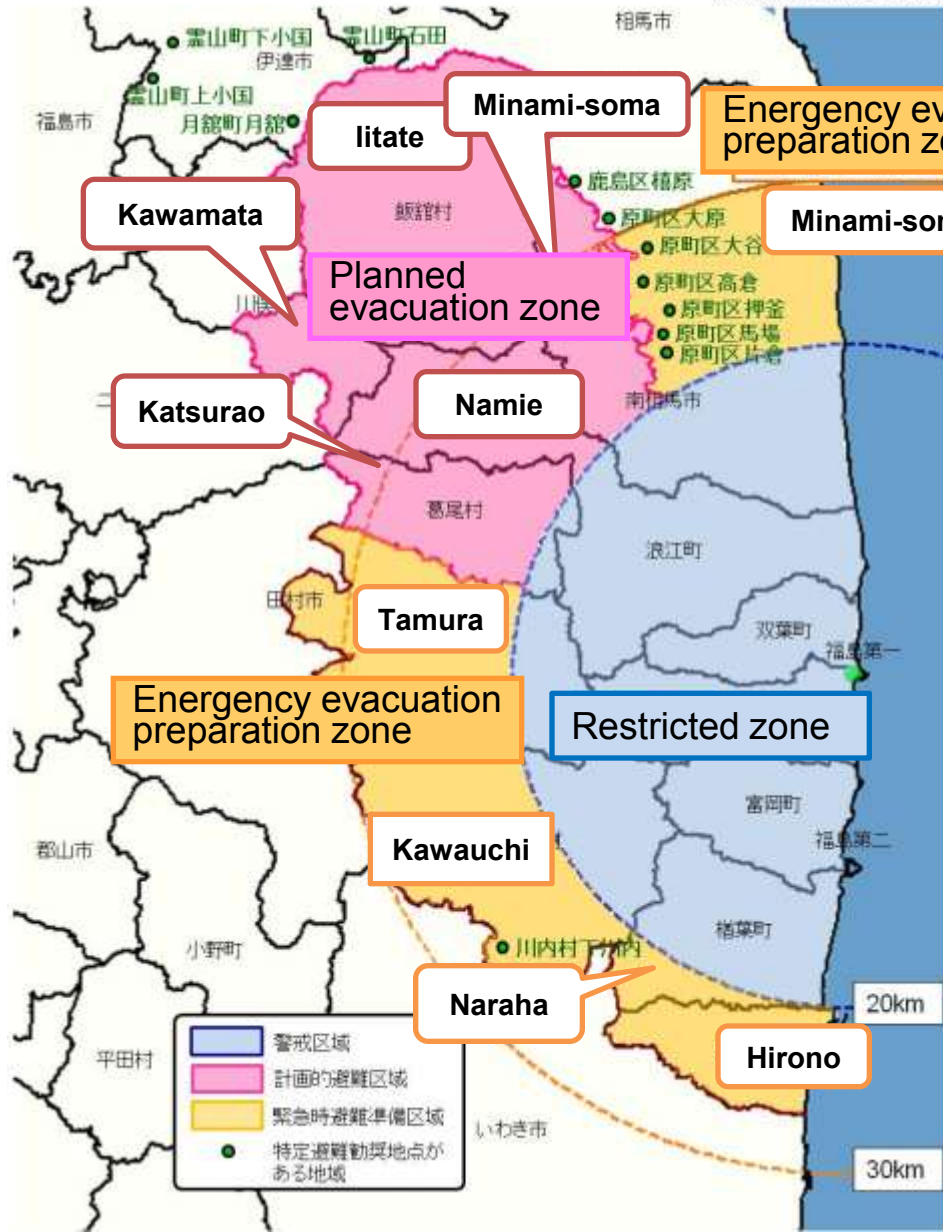 相馬市
霊山町下小国
霊山町石田
伊達市
霊山町上小国
福島市
月舘町月舘
Iitate
Minami-soma
Energency ev
preparation zo
鹿島区橲原
Kawamata
飯舘村
原町区大原
Minami-som
原町区大谷
Planned
evacuation zone
原町区高倉
川俣
原町区押釜
原町区馬場
原町区片倉
Katsurao
Namie
南相馬市
葛尾村
浪江町
田村市
Tamura
双葉町
福島第一
Energency evacuation
preparation zone
Restricted zone
富岡町
郡山市
Kawauchi
福島第二
楢葉町
小野町
川内村下川内
Naraha
20km
警戒区域
平田村
Hirono
計画的避難区域
緊急時避難準備区域
いわき市
特定避難勧奨地点が
ある地域
30km